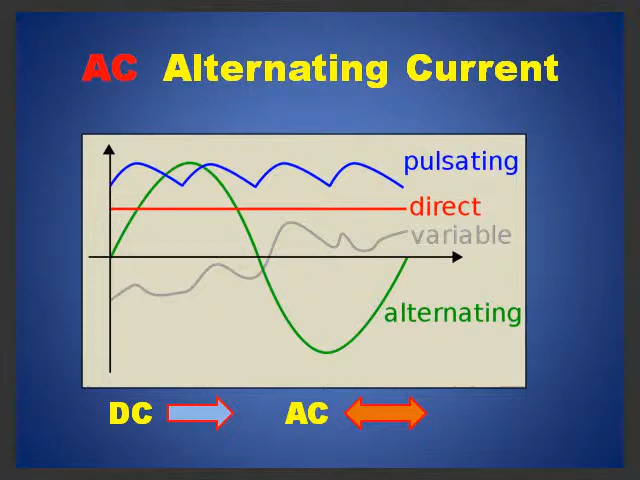 AC Alternating Current
pulsating
direct
variable
alternating
DC AC